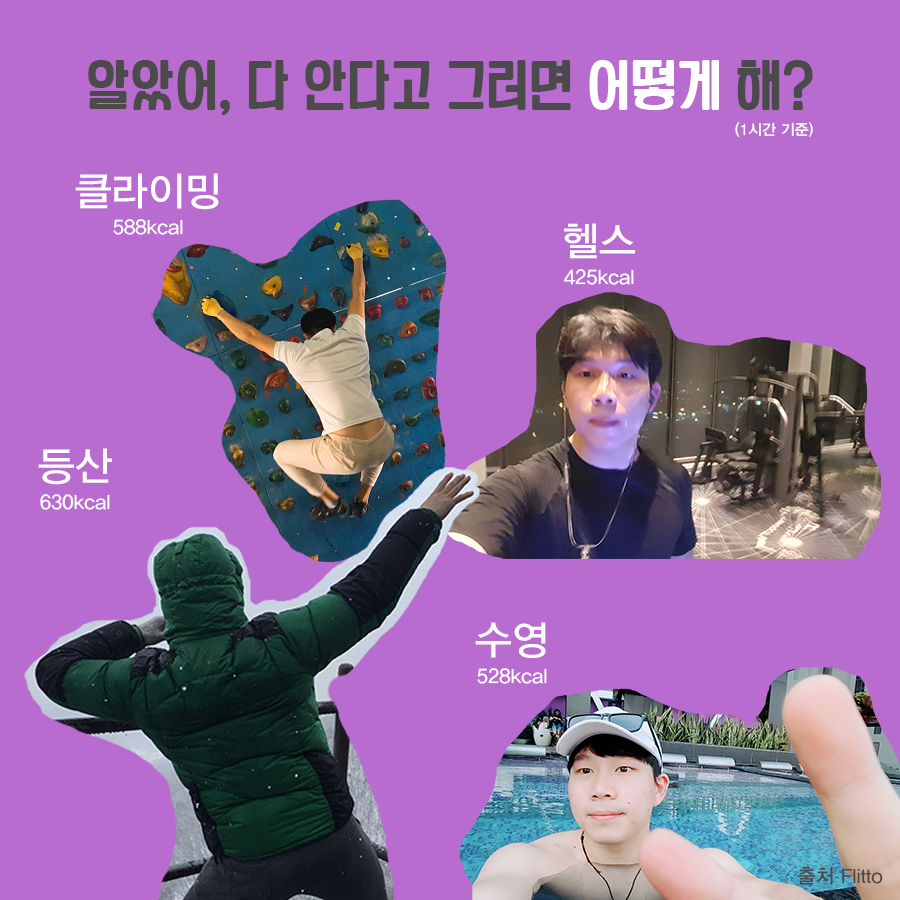 알았어, 다 안다고 그러면 어떻게 해?
(1시간 기준)
클라이밍
588kcal
헬스
425kcal
등산
630kcal
수영
528kcal
출처 Flitto